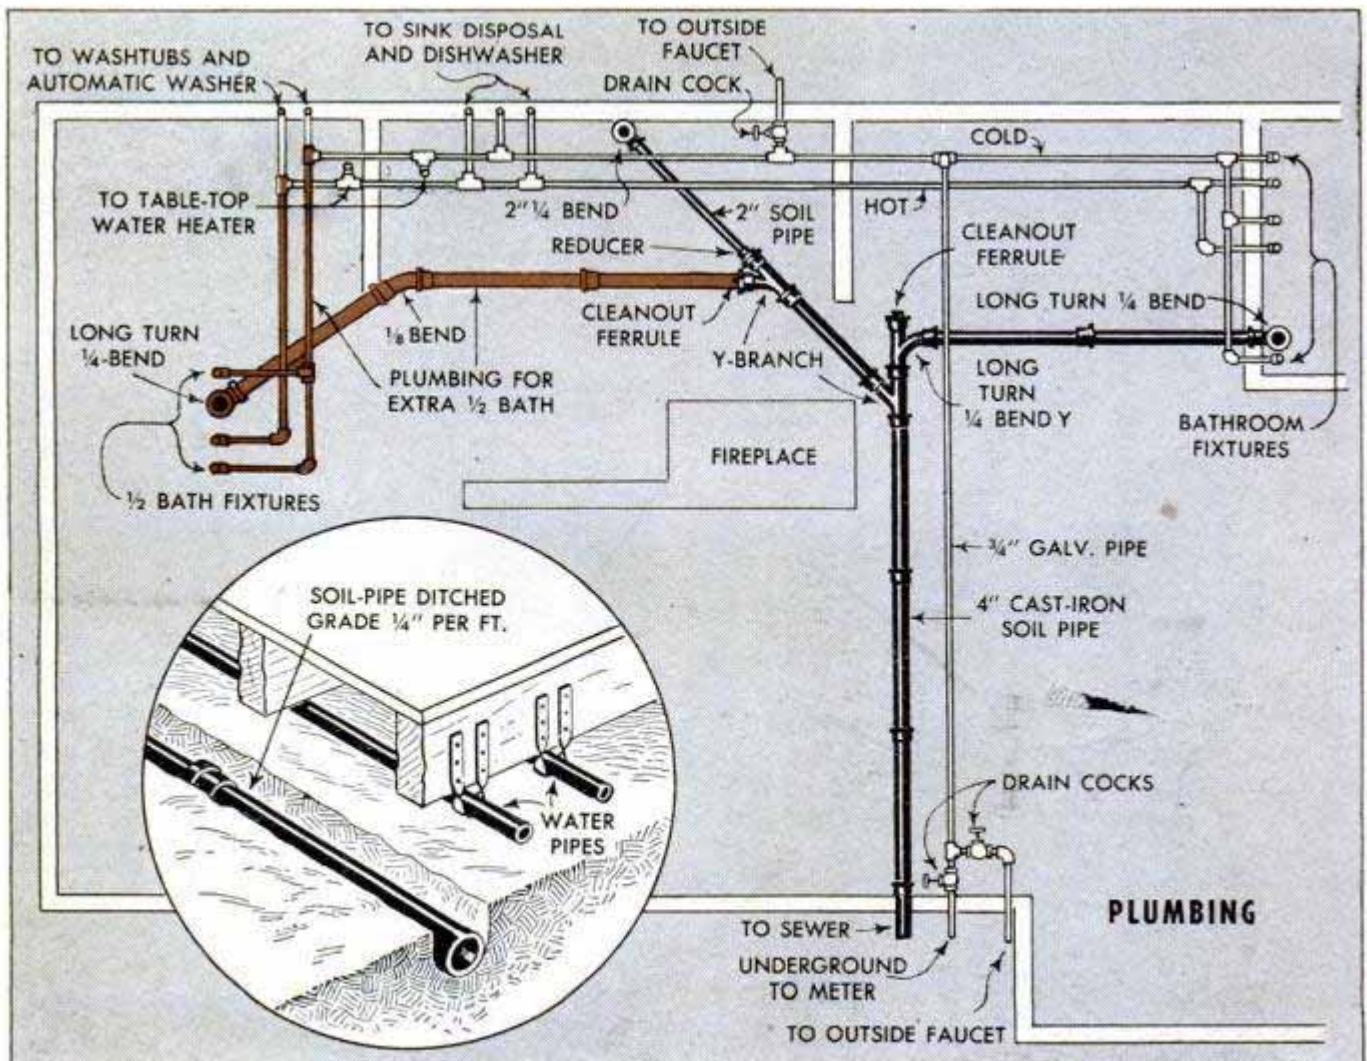 TO WASHTUBS AND
AUTOMATIC WASHER
TO SINK DISPOSAL
AND DISHWASHER
TO OUTSIDE
FAUCET
DRAIN COCK
COLD
TO TABLE-TOP
WATER HEATER
2" ¼ BEND
2" SOIL
PIPE
HOT
REDUCER
CLEANOUT
FERRULE
LONG TURN ¼ BEND
CLEANOUT
FERRULE
LONG TURN
¼-BEND
⅛ BEND
Y-BRANCH
LONG
TURN
¼ BEND Y
PLUMBING FOR
EXTRA ½ BATH
BATHROOM
FIXTURES
FIREPLACE
½ BATH FIXTURES
¾" GALV. PIPE
SOIL-PIPE DITCHED
GRADE ¼" PER FT.
4" CAST-IRON
SOIL PIPE
DRAIN COCKS
WATER
PIPES
PLUMBING
TO SEWER
UNDERGROUND
TO METER
TO OUTSIDE FAUCET